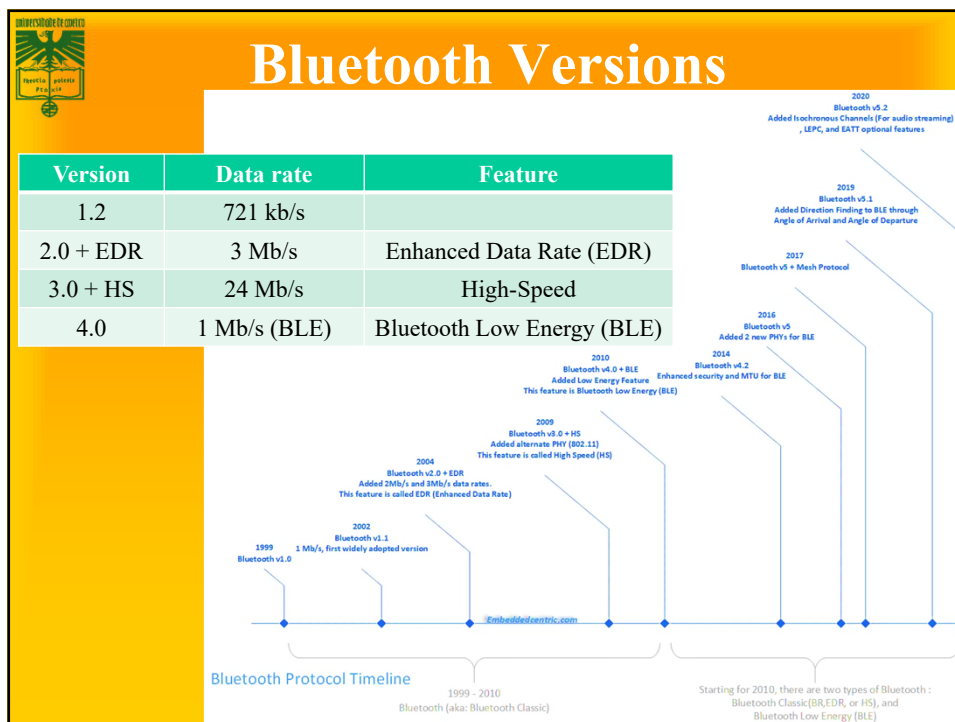 universidade de aveiro
theoria poiesis
praxis
Bluetooth Versions
Version Data rate Feature
1.2 721 kb/s
2.0 + EDR 3 Mb/s Enhanced Data Rate (EDR)
3.0 + HS 24 Mb/s High-Speed
4.0 1 Mb/s (BLE) Bluetooth Low Energy (BLE)
2020
Bluetooth v5.2
Added Isochronous Channels (For audio streaming)
, LEPC, and EATT optional features
2019
Bluetooth v5.1
Added Direction Finding to BLE through
Angle of Arrival and Angle of Departure
2017
Bluetooth v5 + Mesh Protocol
2016
Bluetooth v5
Added 2 new PHYs for BLE
2014
Bluetooth v4.2
Enhanced security and MTU for BLE
2010
Bluetooth v4.0 + BLE
Added Low Energy Feature
This feature is Bluetooth Low Energy (BLE)
2009
Bluetooth v3.0 + HS
Added alternate PHY (802.11)
This feature is called High Speed (HS)
2004
Bluetooth v2.0 + EDR
Added 2Mb/s and 3Mb/s data rates.
This feature is called EDR (Enhanced Data Rate)
2002
Bluetooth v1.1
1 Mb/s, first widely adopted version
1999
Bluetooth v1.0
Embeddedcentric.com
Bluetooth Protocol Timeline
1999 - 2010
Bluetooth (aka: Bluetooth Classic)
Starting for 2010, there are two types of Bluetooth :
Bluetooth Classic(BR,EDR, or HS), and
Bluetooth Low Energy (BLE)